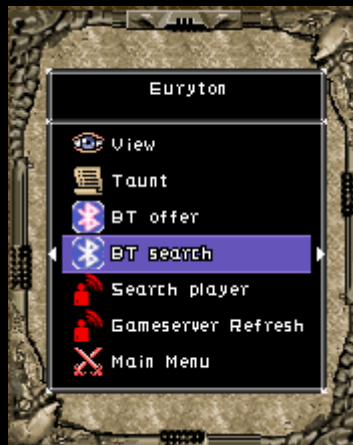 Euryton
View
Taunt
BT offer
BT search
Search player
Gameserver Refresh
Main Menu